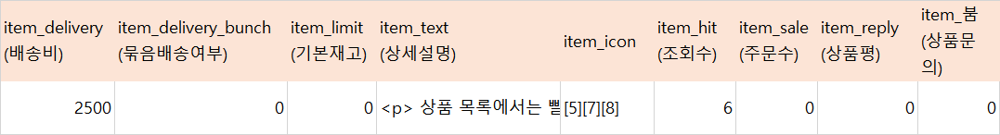 item_delivery (배송비)
item_delivery_bunch (묶음배송여부)
item_limit (기본재고)
item_text (상세설명)
item_icon
item_hit (조회수)
item_sale (주문수)
item_reply (상품평)
item_붐 (상품문의)
2500
0
0
<p> 상품 목록에서는 빨
[5][7][8]
6
0
0
0